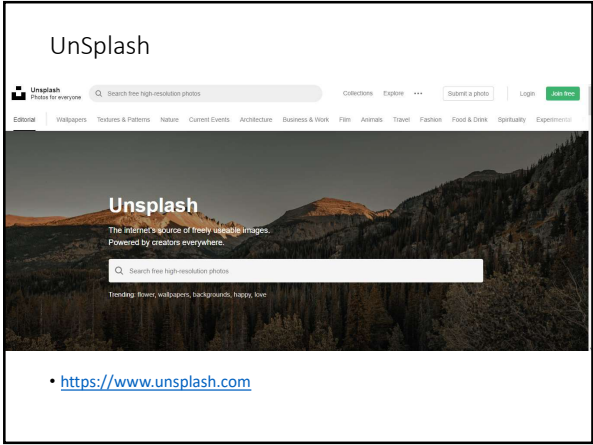 UnSplash
Unsplash
Photos for everyone
Search free high-resolution photos
Collections Explore ••• Submit a photo Login Join free
Editorial Wallpapers Textures & Patterns Nature Current Events Architecture Business & Work Film Animals Travel Fashion Food & Drink Spirituality Experimental
Unsplash
The internet's source of freely useable images.
Powered by creators everywhere.
Search free high-resolution photos
Trending: flower, wallpapers, backgrounds, happy, love
• https://www.unsplash.com